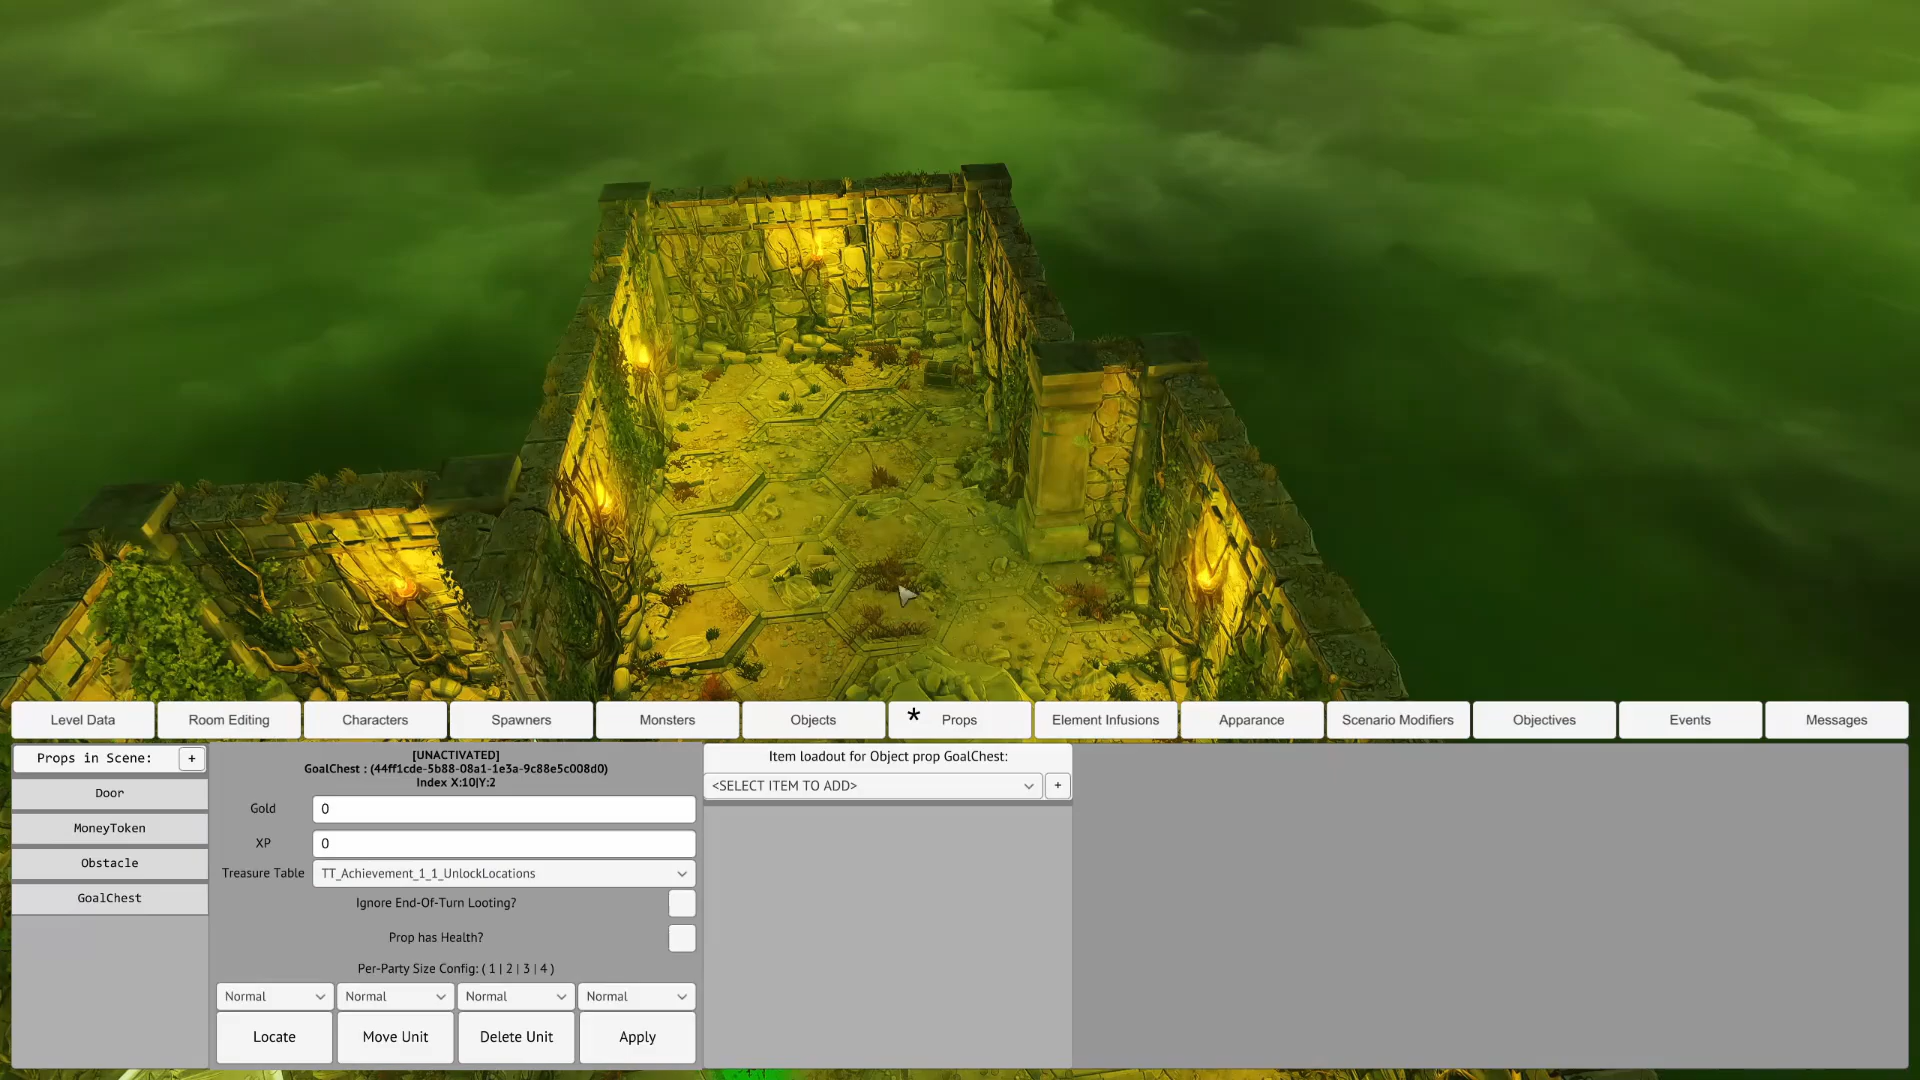 Level Data
Room Editing
Characters
Spawners
Monsters
Objects
* Props
Element Infusions
Apparance
Scenario Modifiers
Objectives
Events
Messages
Props in Scene: +
Door
MoneyToken
Obstacle
GoalChest
[UNACTIVATED]
GoalChest : (44ff1cde-5b88-08a1-1e3a-9c88e5c008d0)
Index X:10|Y:2
Gold 0
XP 0
Treasure Table TT_Achievement_1_1_UnlockLocations
Ignore End-Of-Turn Looting?
Prop has Health?
Per-Party Size Config: ( 1 | 2 | 3 | 4 )
Normal Normal Normal Normal
Locate Move Unit Delete Unit Apply
Item loadout for Object prop GoalChest:
<SELECT ITEM TO ADD> +